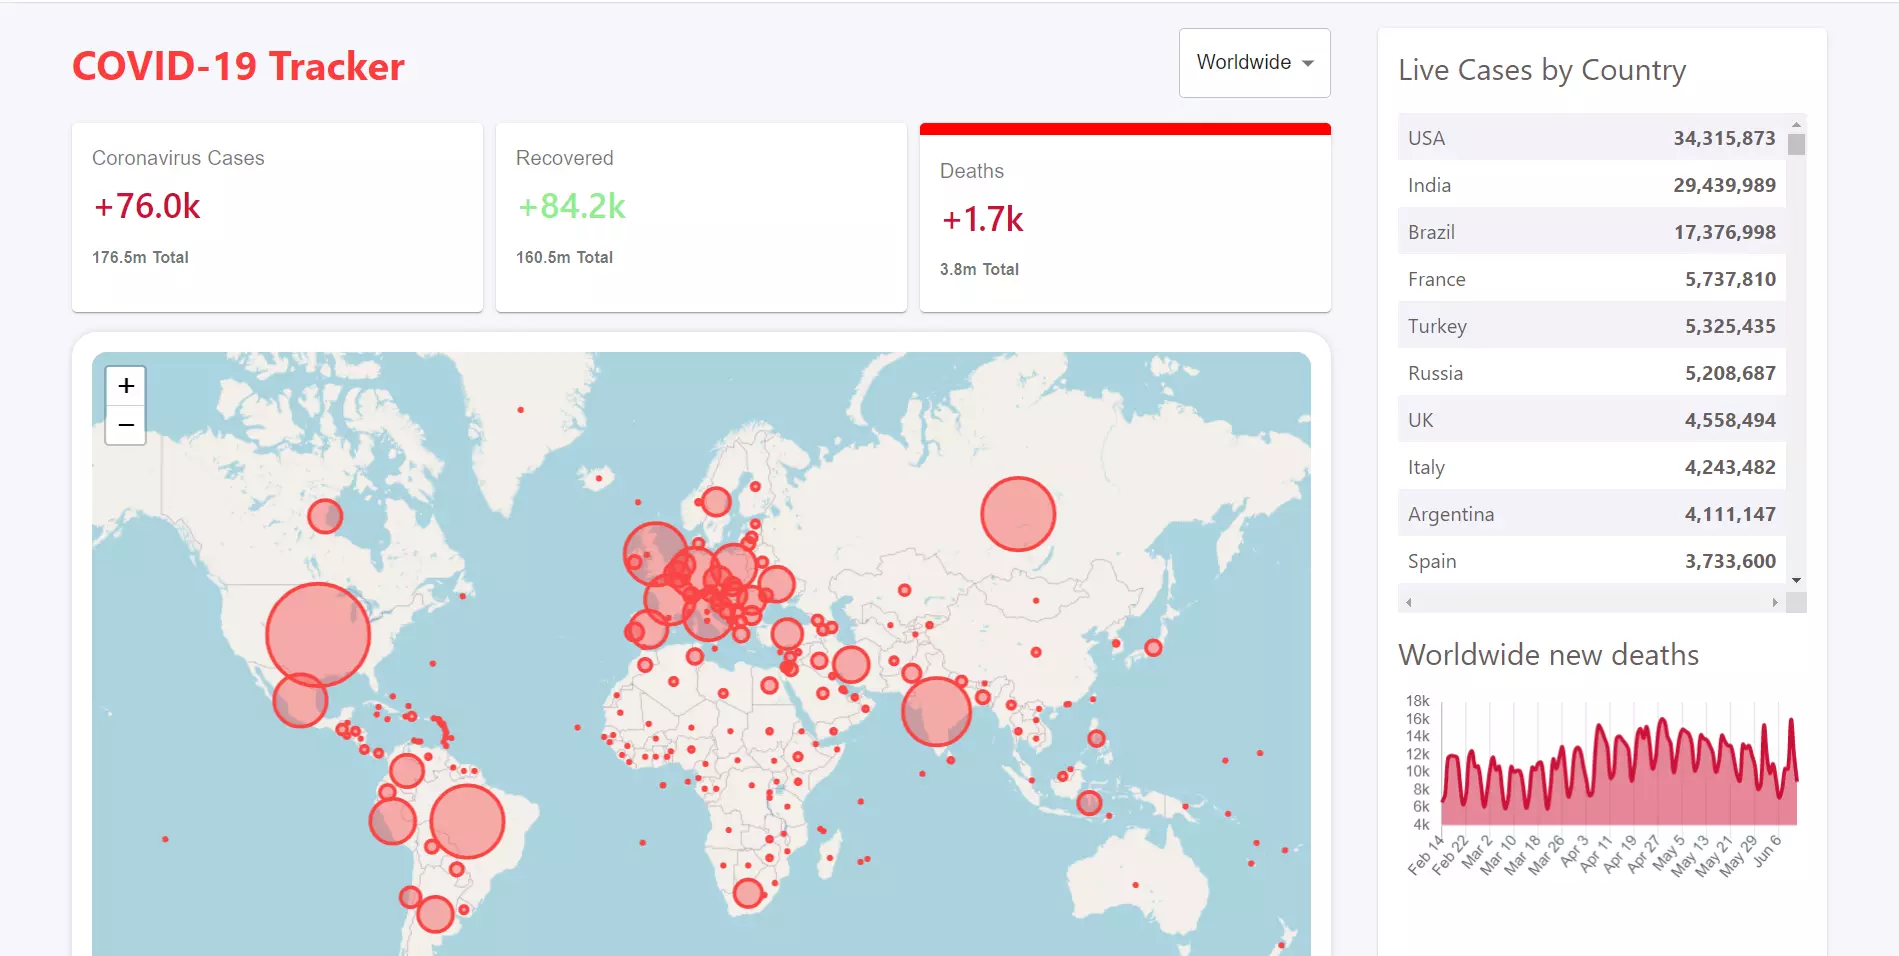 COVID-19 Tracker
Worldwide
Coronavirus Cases
+76.0k
176.5m Total
Recovered
+84.2k
160.5m Total
Deaths
+1.7k
3.8m Total
+
−
Live Cases by Country
USA 34,315,873
India 29,439,989
Brazil 17,376,998
France 5,737,810
Turkey 5,325,435
Russia 5,208,687
UK 4,558,494
Italy 4,243,482
Argentina 4,111,147
Spain 3,733,600
Worldwide new deaths
18k
16k
14k
12k
10k
8k
6k
4k
Feb 14
Feb 22
Mar 2
Mar 10
Mar 18
Mar 26
Apr 3
Apr 11
Apr 19
Apr 27
May 5
May 13
May 21
May 29
Jun 6